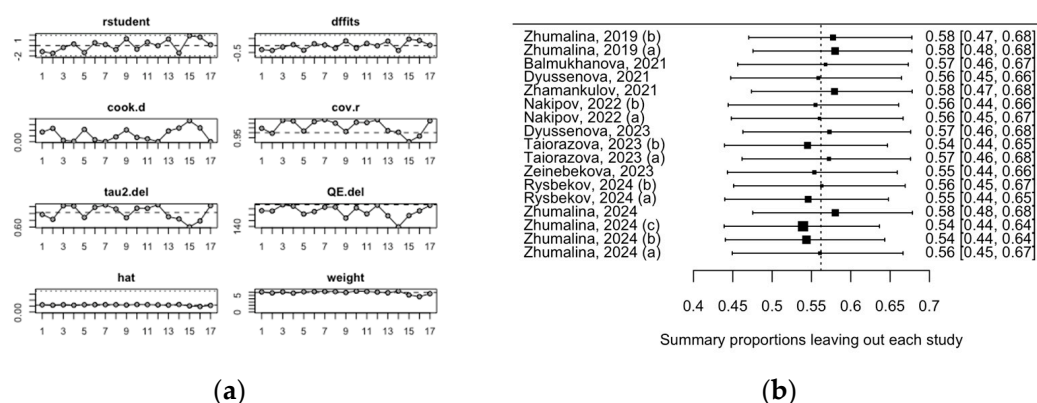 rstudent
-2 1
1 3 5 7 9 11 13 15 17
dffits
-0.5
1 3 5 7 9 11 13 15 17
cook.d
0.00
1 3 5 7 9 11 13 15 17
cov.r
0.95
1 3 5 7 9 11 13 15 17
tau2.del
0.60
1 3 5 7 9 11 13 15 17
QE.del
140
1 3 5 7 9 11 13 15 17
hat
0.00
1 3 5 7 9 11 13 15 17
weight
5
1 3 5 7 9 11 13 15 17
(a)
Zhumalina, 2019 (b) 0.58 [0.47, 0.68]
Zhumalina, 2019 (a) 0.58 [0.48, 0.68]
Balmukhanova, 2021 0.57 [0.46, 0.67]
Dyussenova, 2021 0.56 [0.45, 0.66]
Zhamankulov, 2021 0.58 [0.47, 0.68]
Nakipov, 2022 (b) 0.56 [0.44, 0.66]
Nakipov, 2022 (a) 0.56 [0.45, 0.67]
Dyussenova, 2023 0.57 [0.46, 0.68]
Taiorazova, 2023 (b) 0.54 [0.44, 0.65]
Taiorazova, 2023 (a) 0.57 [0.46, 0.68]
Zeinebekova, 2023 0.55 [0.44, 0.66]
Rysbekov, 2024 (b) 0.56 [0.45, 0.67]
Rysbekov, 2024 (a) 0.55 [0.44, 0.65]
Zhumalina, 2024 0.58 [0.48, 0.68]
Zhumalina, 2024 (c) 0.54 [0.44, 0.64]
Zhumalina, 2024 (b) 0.54 [0.44, 0.64]
Zhumalina, 2024 (a) 0.56 [0.45, 0.67]
0.4 0.45 0.5 0.55 0.6 0.65 0.7
Summary proportions leaving out each study
(b)